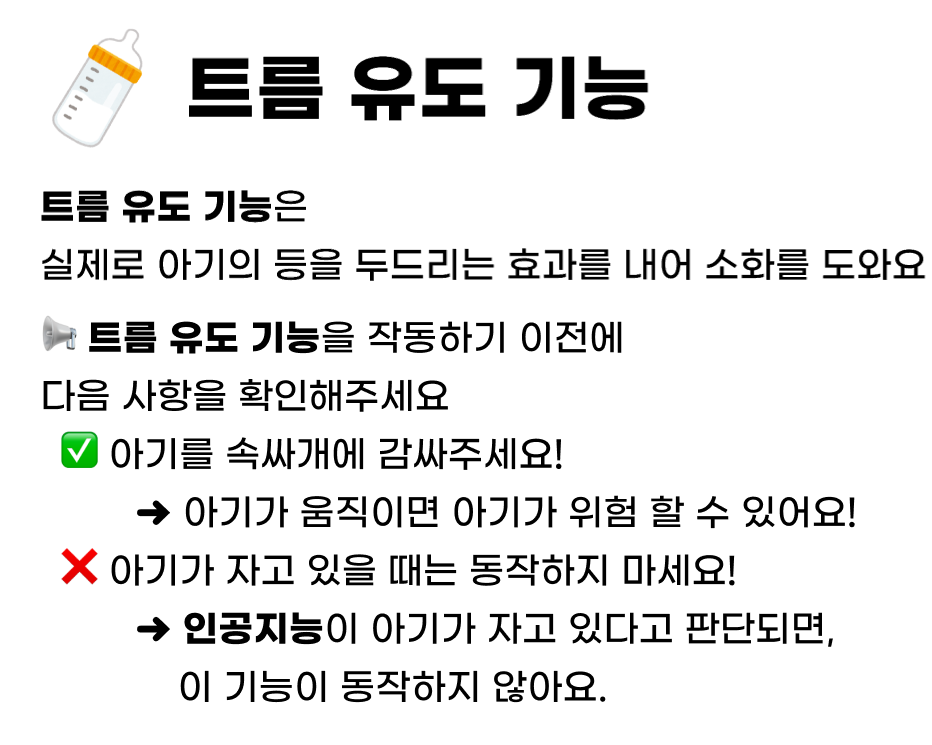 트름 유도 기능
트름 유도 기능은
실제로 아기의 등을 두드리는 효과를 내어 소화를 도와요
트름 유도 기능을 작동하기 이전에
다음 사항을 확인해주세요
✅ 아기를 속싸개에 감싸주세요!
➜ 아기가 움직이면 아기가 위험 할 수 있어요!
❌ 아기가 자고 있을 때는 동작하지 마세요!
➜ 인공지능이 아기가 자고 있다고 판단되면,
이 기능이 동작하지 않아요.